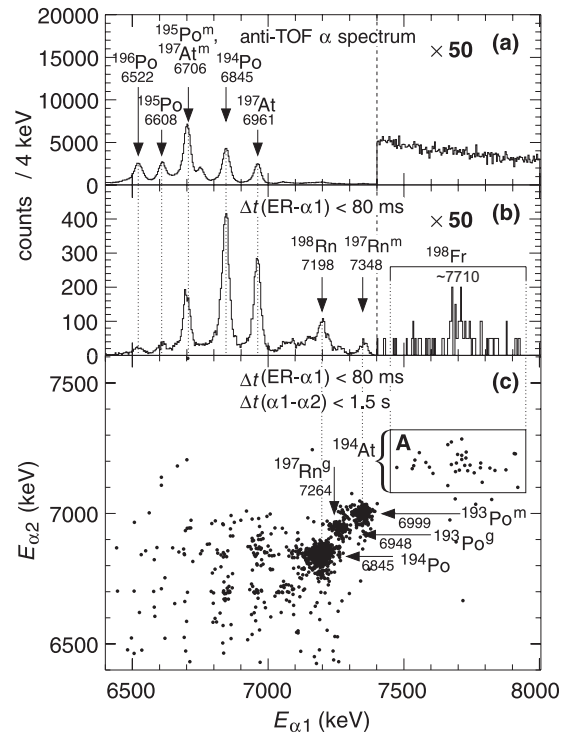 20000
anti-TOF α spectrum
× 50
(a)
15000
¹⁹⁵Poᵐ,
¹⁹⁷Atᵐ
6706
¹⁹⁶Po
6522
¹⁹⁴Po
6845
10000
¹⁹⁵Po
6608
¹⁹⁷At
6961
5000
0
counts / 4 keV
Δt(ER-α1) < 80 ms
× 50
(b)
400
300
200
100
0
¹⁹⁸Rn
7198
¹⁹⁷Rnᵐ
7348
¹⁹⁸Fr
~7710
Δt(ER-α1) < 80 ms
Δt(α1-α2) < 1.5 s
(c)
7500
7000
6500
E_α2 (keV)
¹⁹⁴At
A
¹⁹⁷Rnᵍ
7264
6999 ¹⁹³Poᵐ
6948 ¹⁹³Poᵍ
6845 ¹⁹⁴Po
6500 7000 7500 8000
E_α1 (keV)